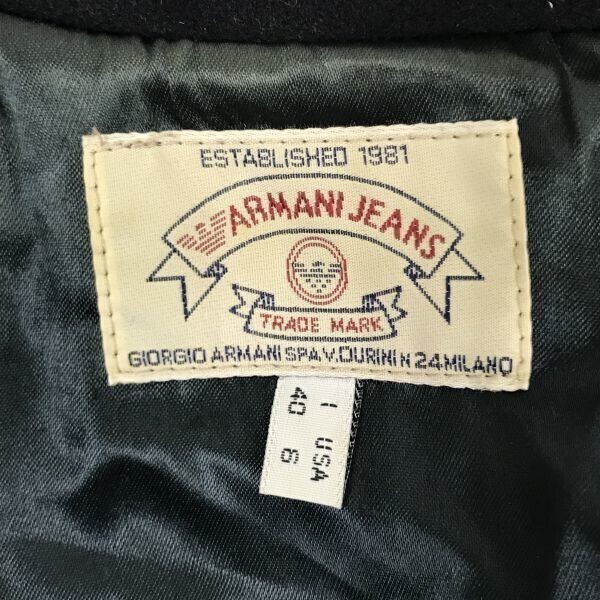 ESTABLISHED 1981
ARMANI JEANS
TRADE MARK
GIORGIO ARMANI SPA V. DURINI N 24 MILANO
I USA
40 6